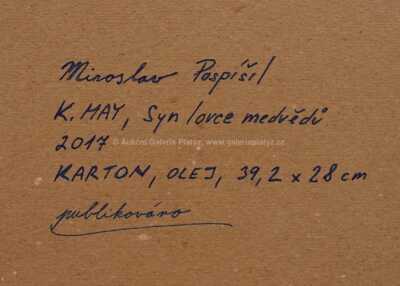 Miroslav Pospíšil
K. MAY, Syn lovce medvědů
2017
© Aukční Galerie Platýz, www.galerieplatyz.cz
KARTON, OLEJ, 39,2 x 28 cm
publikováno